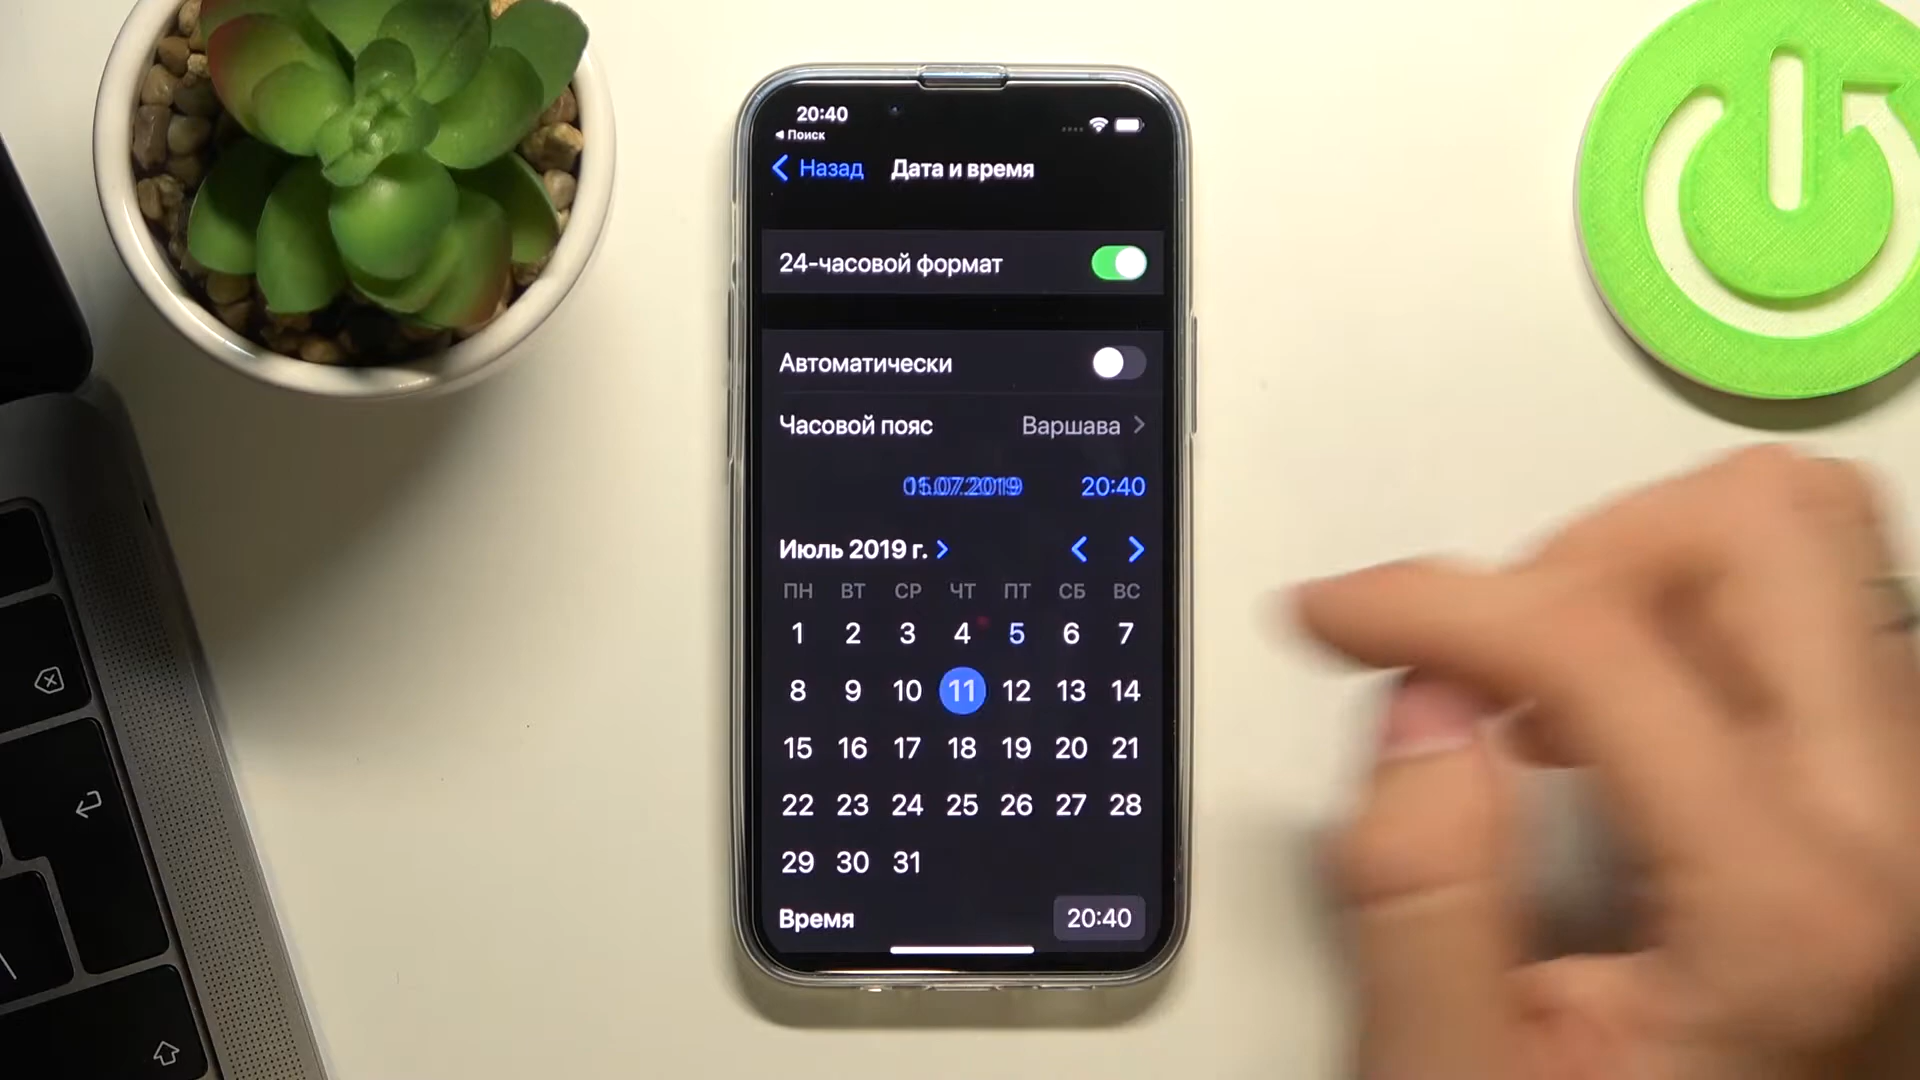 20:40
Поиск
Назад Дата и время
24-часовой формат
Автоматически
Часовой пояс Варшава
20:40
Июль 2019 г.
ПН ВТ СР ЧТ ПТ СБ ВС
1 2 3 4 5 6 7
8 9 10 11 12 13 14
15 16 17 18 19 20 21
22 23 24 25 26 27 28
29 30 31
Время 20:40